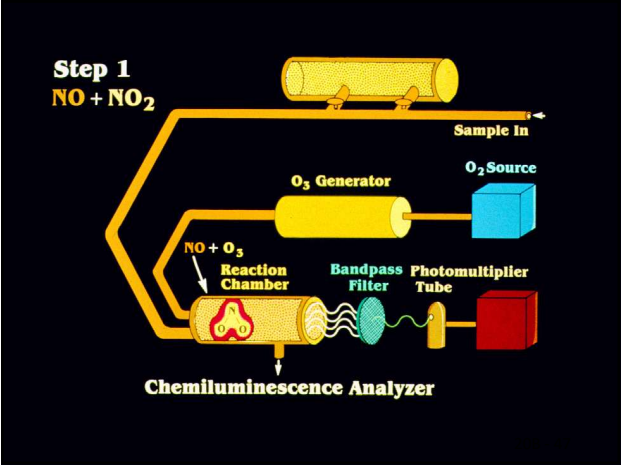 Step 1
NO + NO₂
Sample In
O₂ Source
O₃ Generator
NO + O₃
Reaction
Chamber
Bandpass
Filter
Photomultiplier
Tube
N
O O
Chemiluminescence Analyzer